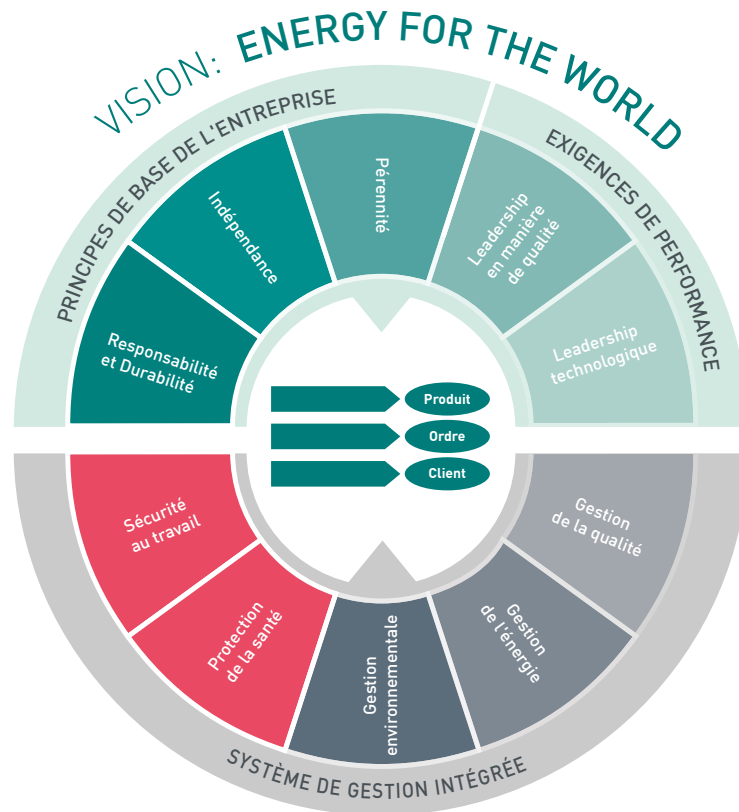 VISION: ENERGY FOR THE WORLD
PRINCIPES DE BASE DE L'ENTREPRISE
EXIGENCES DE PERFORMANCE
Responsabilité
et Durabilité
Indépendance
Pérennité
Leadership
en manière
de qualité
Leadership
technologique
Produit
Ordre
Client
Sécurité
au travail
Protection
de la santé
Gestion
environnementale
Gestion
de l'énergie
Gestion
de la qualité
SYSTÈME DE GESTION INTÉGRÉE